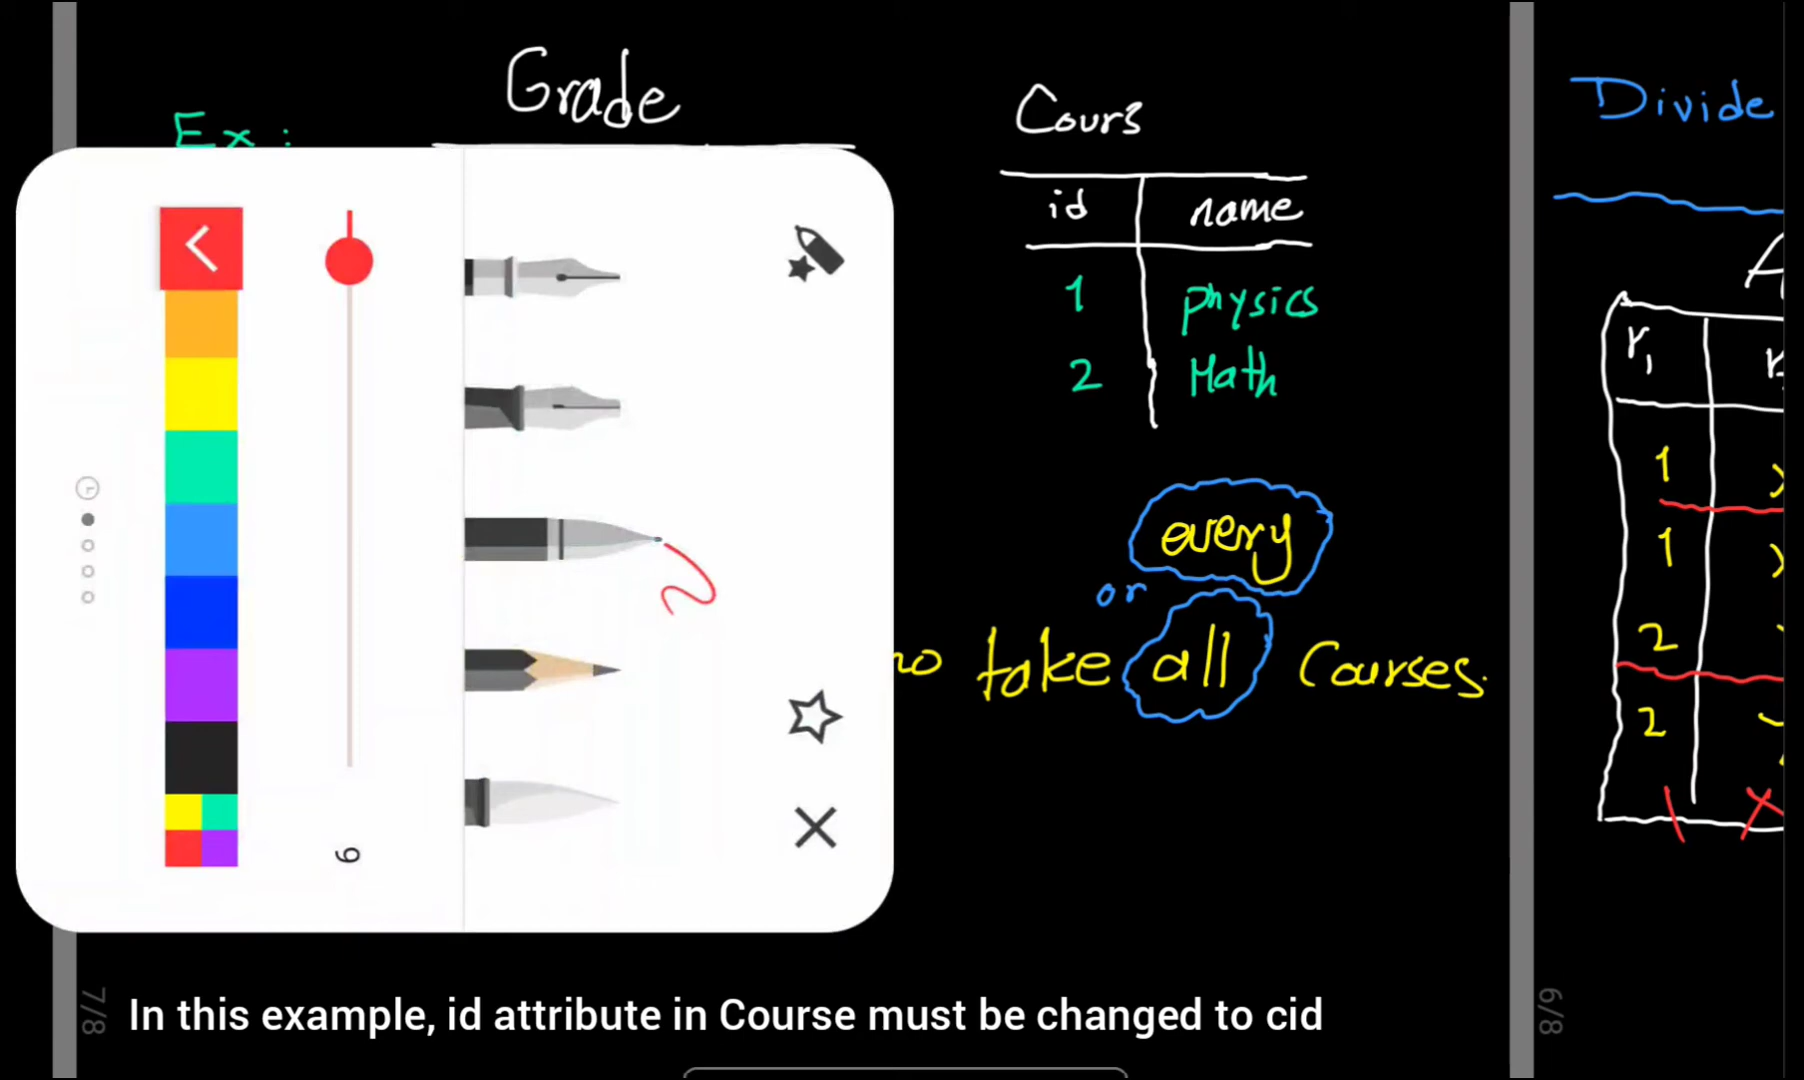 Grade
Ex :
Cours
id name
1 physics
2 Math
every
or
take all Courses.
Divide
r1
1
1
2
2
6
7/8
6/8
In this example, id attribute in Course must be changed to cid